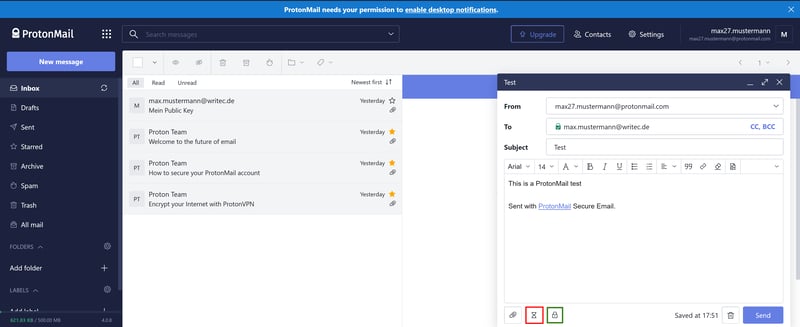 ProtonMail needs your permission to enable desktop notifications.
ProtonMail
Search messages
Upgrade
Contacts
Settings
max27.mustermann
max27.mustermann@protonmail.com
M
New message
Inbox
Drafts
Sent
Starred
Archive
Spam
Trash
All mail
FOLDERS
Add folder
LABELS
Add label
621.83 KB / 500.00 MB
4.0.8
1
All
Read
Unread
Newest first
M
max.mustermann@writec.de
Yesterday
Mein Public Key
PT
Proton Team
Yesterday
Welcome to the future of email
PT
Proton Team
Yesterday
How to secure your ProtonMail account
PT
Proton Team
Yesterday
Encrypt your Internet with ProtonVPN
Test
From
max27.mustermann@protonmail.com
To
max.mustermann@writec.de
CC, BCC
Subject
Test
Arial
14
A
B
I
U
This is a ProtonMail test
Sent with ProtonMail Secure Email.
Saved at 17:51
Send